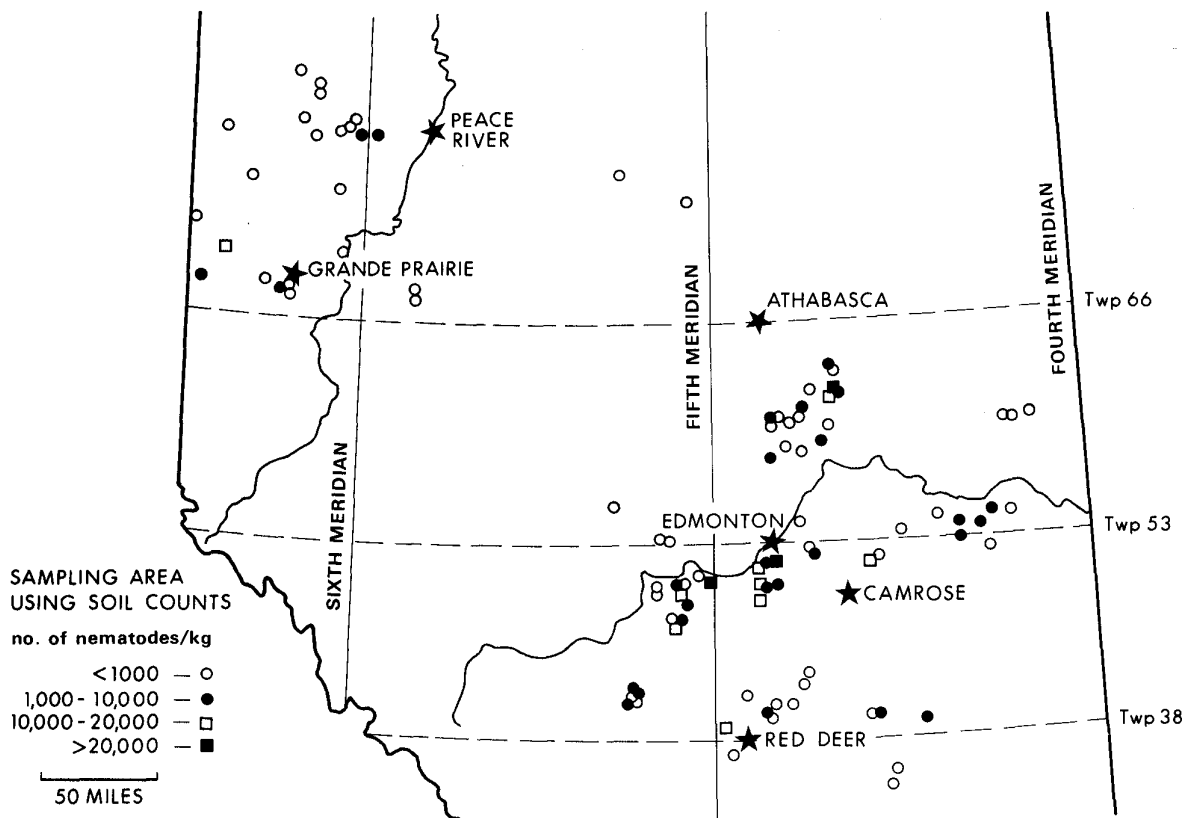 PEACE
RIVER
GRANDE PRAIRIE
ATHABASCA
Twp 66
FOURTH MERIDIAN
FIFTH MERIDIAN
SIXTH MERIDIAN
EDMONTON
Twp 53
CAMROSE
Twp 38
RED DEER
SAMPLING AREA
USING SOIL COUNTS
no. of nematodes/kg
<1000 —
1,000 - 10,000 —
10,000 - 20,000 —
>20,000 —
50 MILES